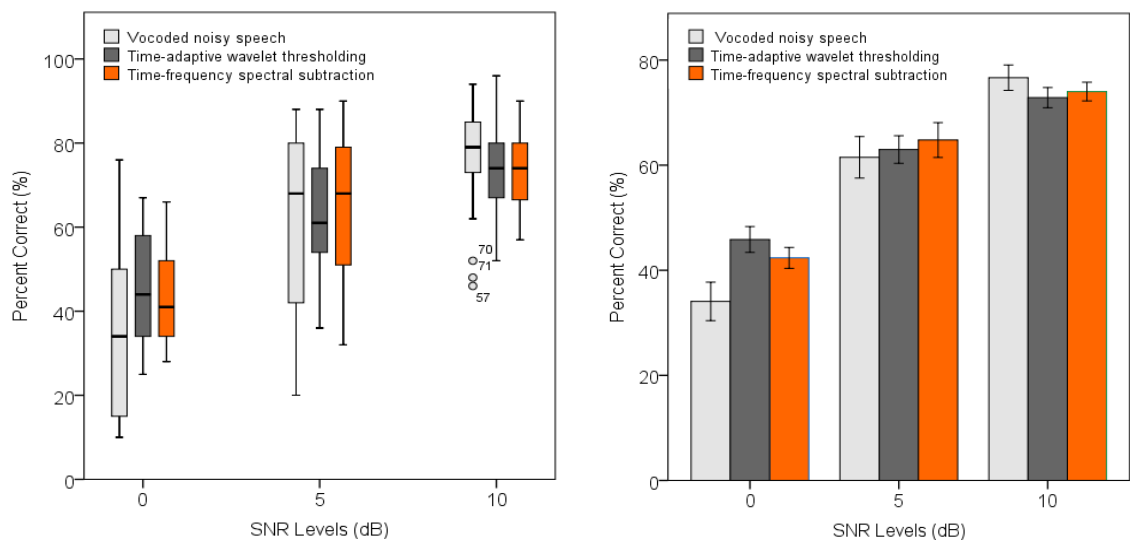 Vocoded noisy speech
Time-adaptive wavelet thresholding
Time-frequency spectral subtraction
100
80
60
40
20
0
Percent Correct (%)
70
71
57
0 5 10
SNR Levels (dB)
Vocoded noisy speech
Time-adaptive wavelet thresholding
Time-frequency spectral subtraction
80
60
40
20
0
Percent Correct (%)
0 5 10
SNR Levels (dB)